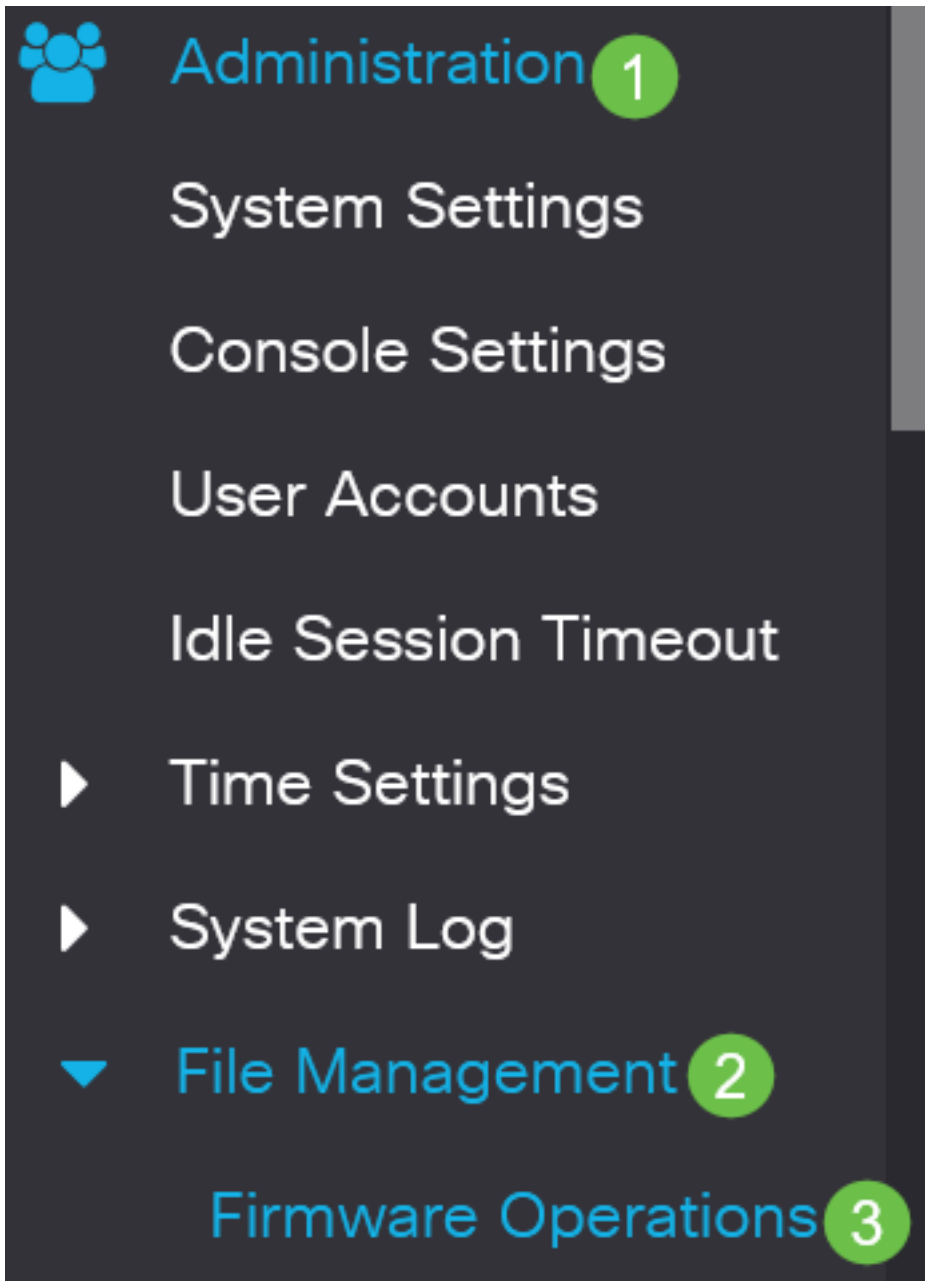 Administration 1
System Settings
Console Settings
User Accounts
Idle Session Timeout
Time Settings
System Log
File Management 2
Firmware Operations 3